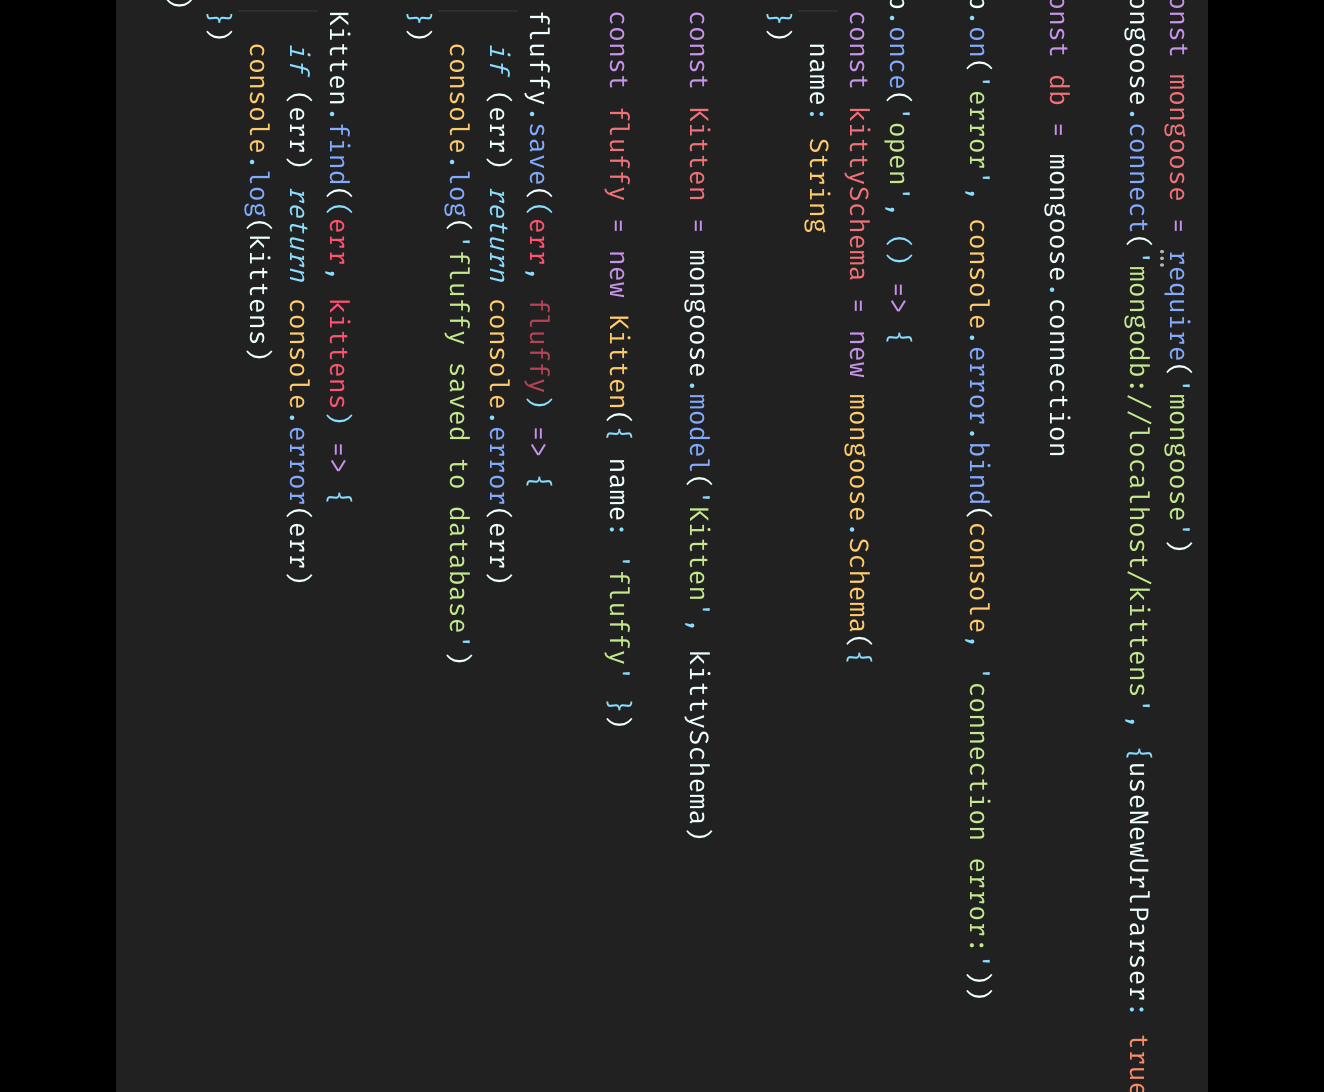 onst mongoose = require('mongoose')
ongoose.connect('mongodb://localhost/kittens', {useNewUrlParser: true
onst db = mongoose.connection
b.on('error', console.error.bind(console, 'connection error:'))
b.once('open', () => {
const kittySchema = new mongoose.Schema({
name: String
})
const Kitten = mongoose.model('Kitten', kittySchema)
const fluffy = new Kitten({ name: 'fluffy' })
fluffy.save((err, fluffy) => {
if (err) return console.error(err)
console.log('fluffy saved to database')
})
Kitten.find((err, kittens) => {
if (err) return console.error(err)
console.log(kittens)
})
)